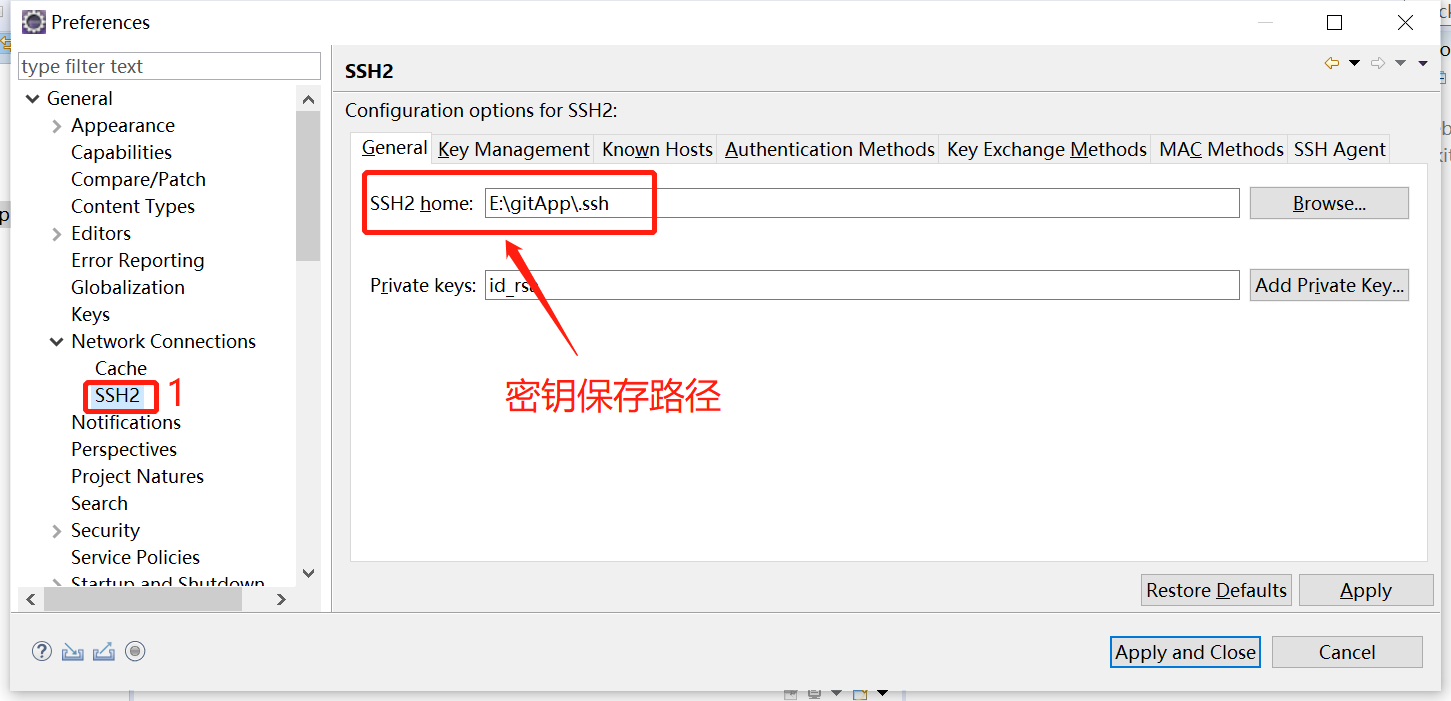 Preferences
type filter text
General
Appearance
Capabilities
Compare/Patch
Content Types
Editors
Error Reporting
Globalization
Keys
Network Connections
Cache
SSH2
1
Notifications
Perspectives
Project Natures
Search
Security
Service Policies
Startup and Shutdown
SSH2
Configuration options for SSH2:
General Key Management Known Hosts Authentication Methods Key Exchange Methods MAC Methods SSH Agent
SSH2 home: E:\gitApp\.ssh Browse...
Private keys: id_rsa Add Private Key...
密钥保存路径
Restore Defaults Apply
Apply and Close Cancel